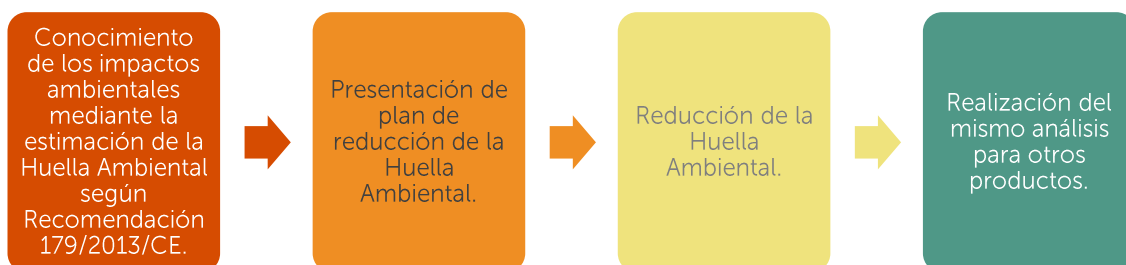 Conocimiento
de los impactos
ambientales
mediante la
estimación de la
Huella Ambiental
según
Recomendación
179/2013/CE.
Presentación de
plan de
reducción de la
Huella
Ambiental.
Reducción de la
Huella
Ambiental.
Realización del
mismo análisis
para otros
productos.